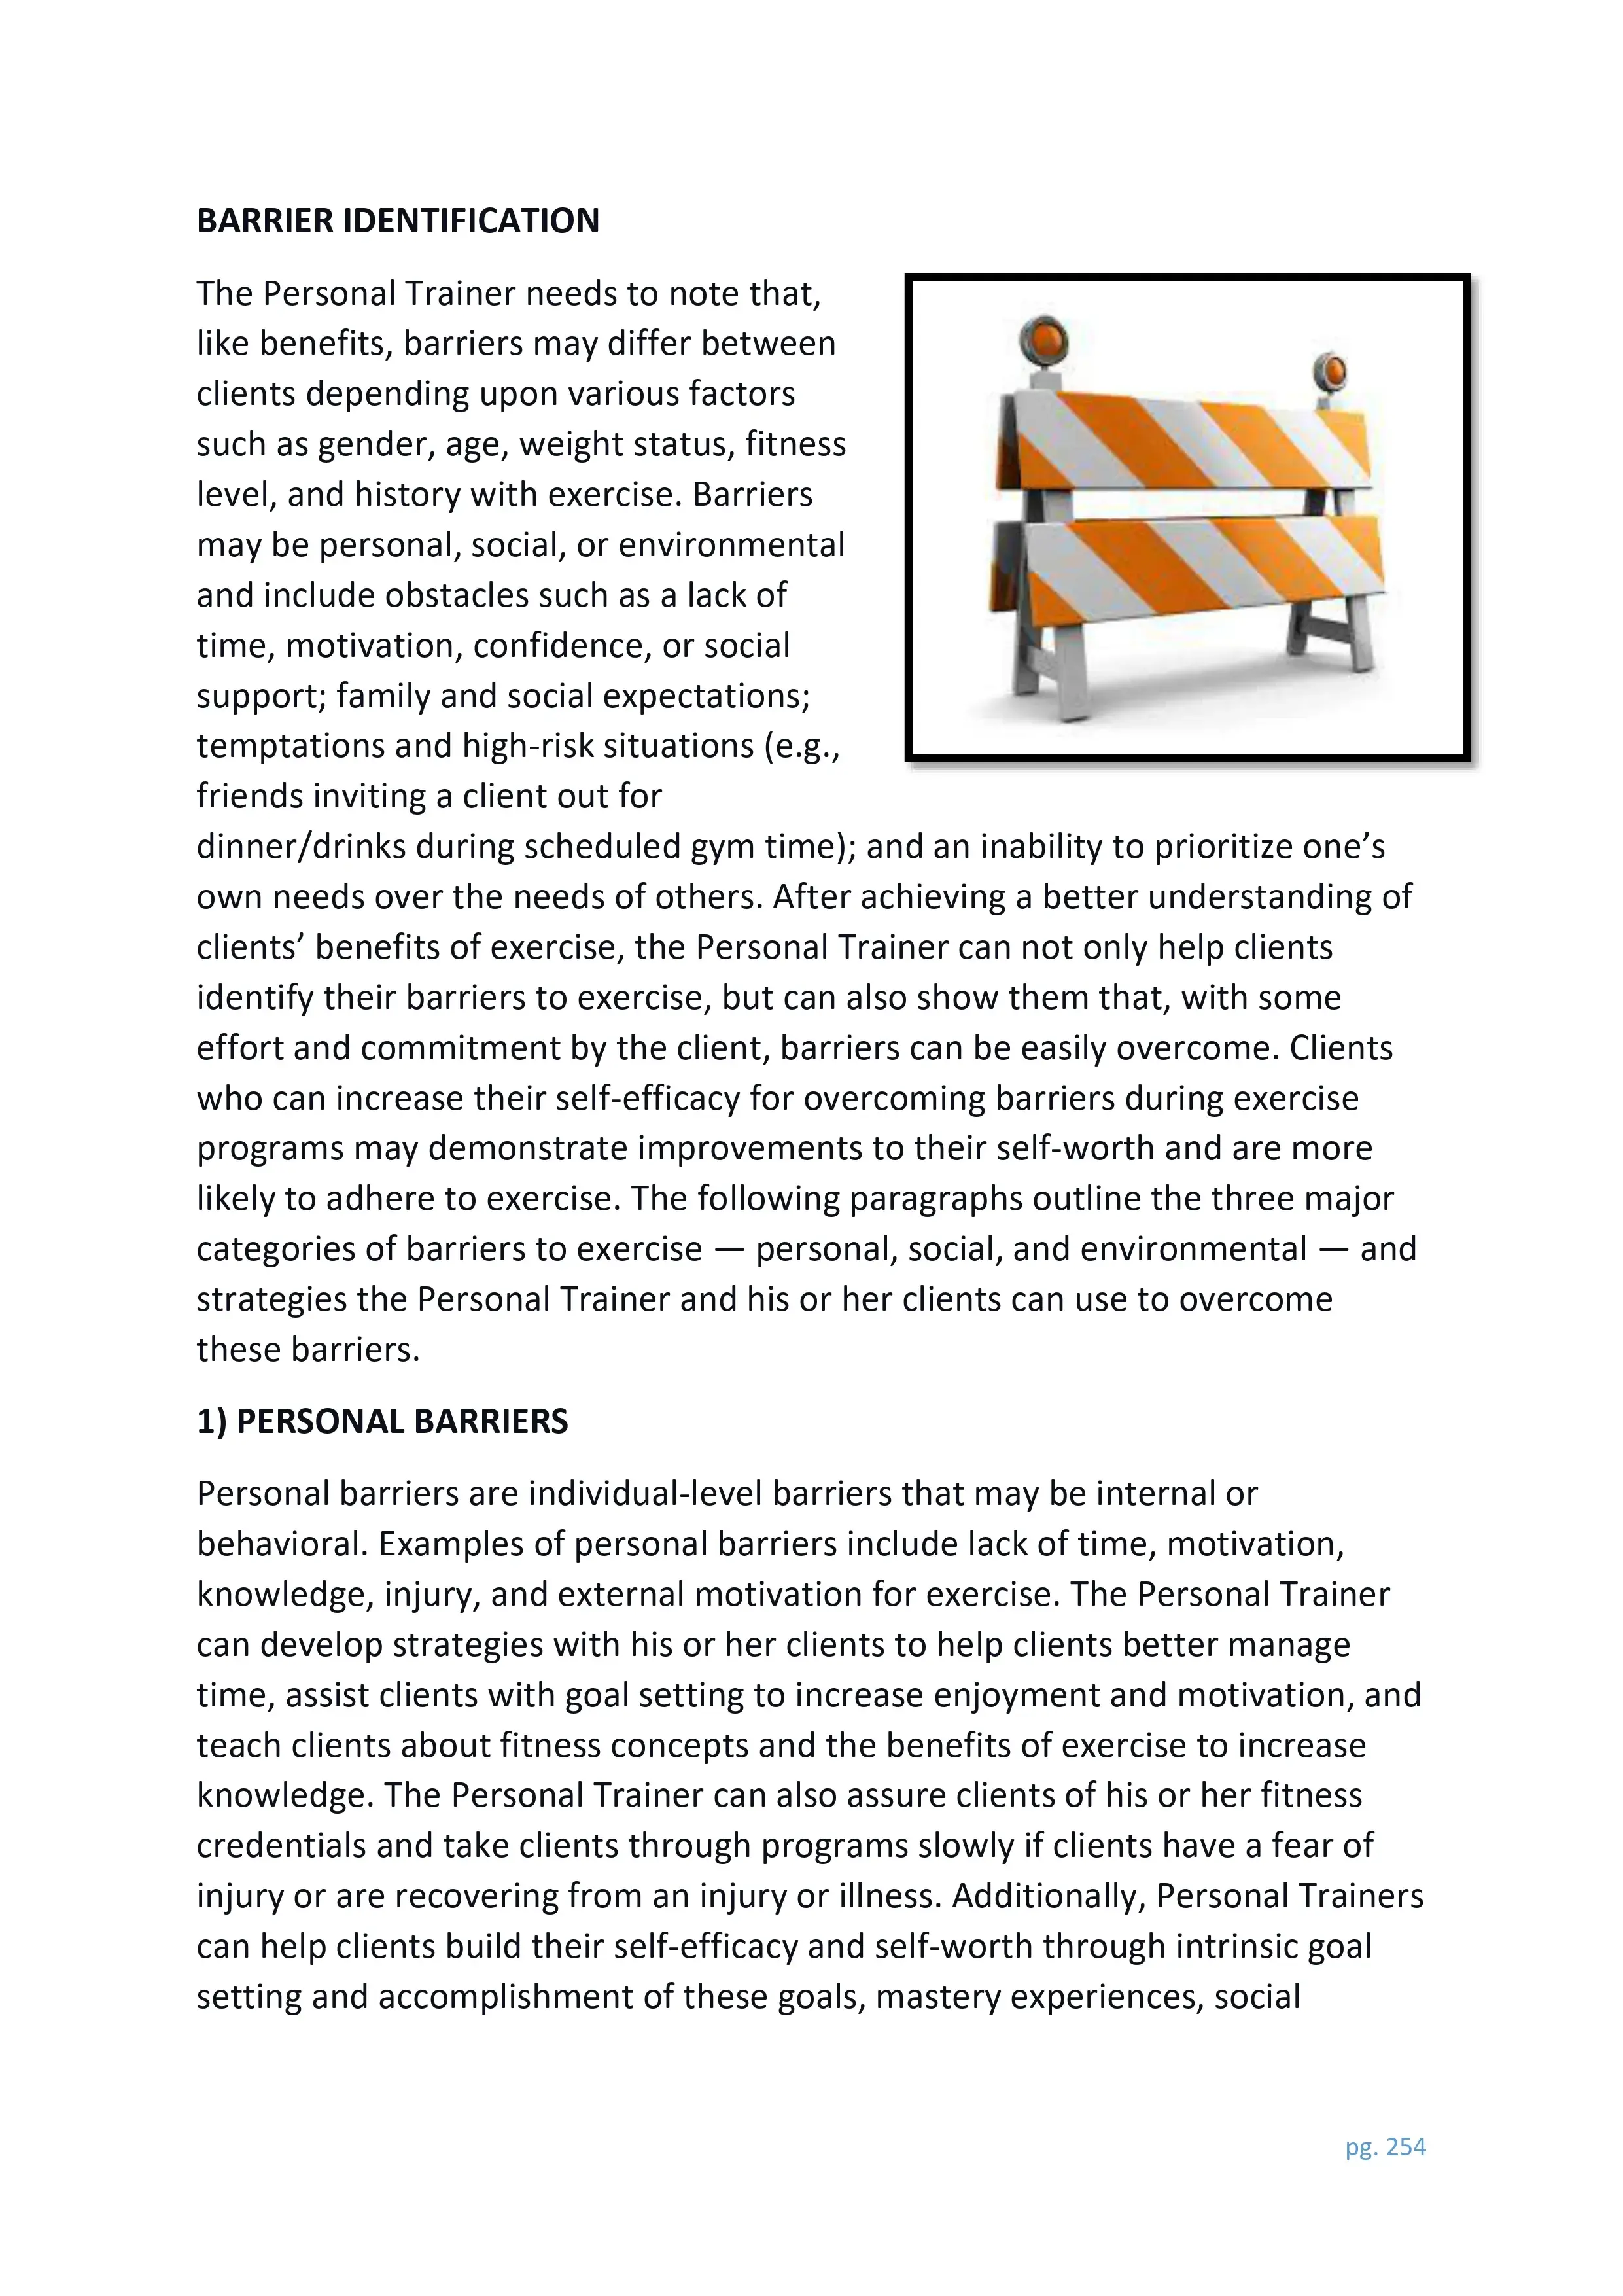 BARRIER IDENTIFICATION
The Personal Trainer needs to note that,
like benefits, barriers may differ between
clients depending upon various factors
such as gender, age, weight status, fitness
level, and history with exercise. Barriers
may be personal, social, or environmental
and include obstacles such as a lack of
time, motivation, confidence, or social
support; family and social expectations;
temptations and high-risk situations (e.g.,
friends inviting a client out for
dinner/drinks during scheduled gym time); and an inability to prioritize one’s
own needs over the needs of others. After achieving a better understanding of
clients’ benefits of exercise, the Personal Trainer can not only help clients
identify their barriers to exercise, but can also show them that, with some
effort and commitment by the client, barriers can be easily overcome. Clients
who can increase their self-efficacy for overcoming barriers during exercise
programs may demonstrate improvements to their self-worth and are more
likely to adhere to exercise. The following paragraphs outline the three major
categories of barriers to exercise — personal, social, and environmental — and
strategies the Personal Trainer and his or her clients can use to overcome
these barriers.
1) PERSONAL BARRIERS
Personal barriers are individual-level barriers that may be internal or
behavioral. Examples of personal barriers include lack of time, motivation,
knowledge, injury, and external motivation for exercise. The Personal Trainer
can develop strategies with his or her clients to help clients better manage
time, assist clients with goal setting to increase enjoyment and motivation, and
teach clients about fitness concepts and the benefits of exercise to increase
knowledge. The Personal Trainer can also assure clients of his or her fitness
credentials and take clients through programs slowly if clients have a fear of
injury or are recovering from an injury or illness. Additionally, Personal Trainers
can help clients build their self-efficacy and self-worth through intrinsic goal
setting and accomplishment of these goals, mastery experiences, social
pg. 254